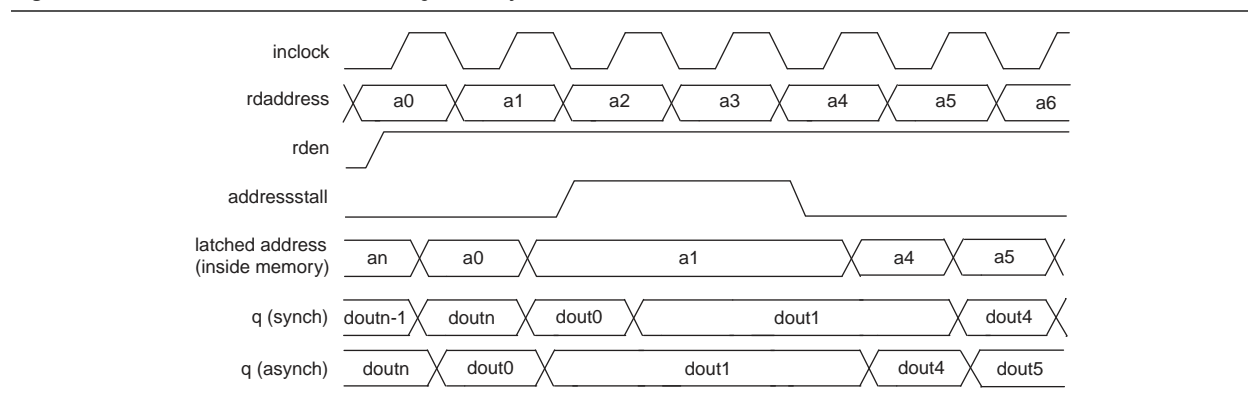 inclock
rdaddress a0 a1 a2 a3 a4 a5 a6
rden
addressstall
latched address
(inside memory) an a0 a1 a4 a5
q (synch) doutn-1 doutn dout0 dout1 dout4
q (asynch) doutn dout0 dout1 dout4 dout5